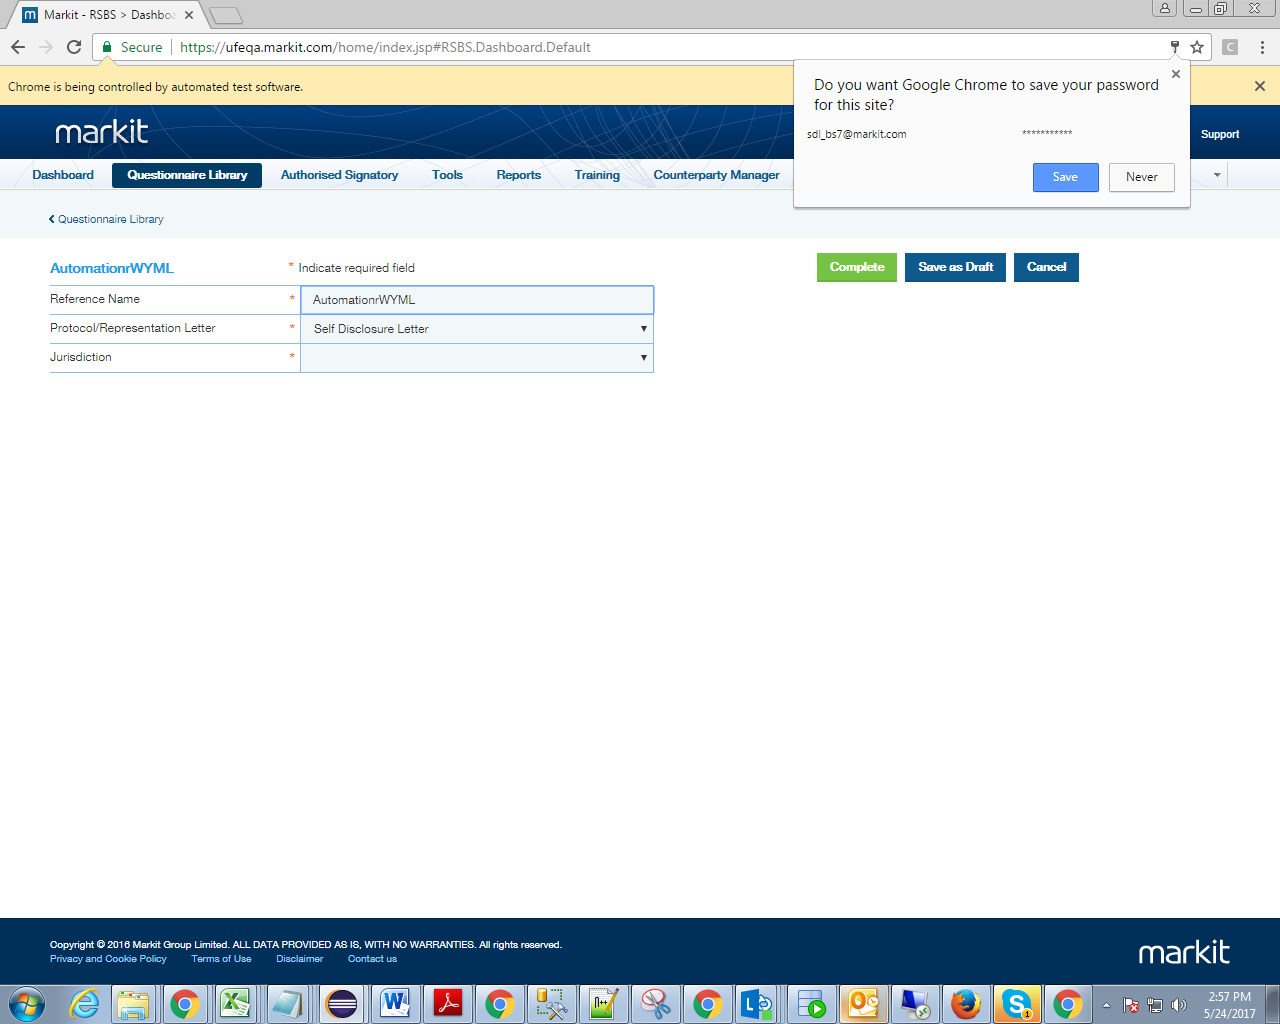 Markit - RSBS > Dashbo
Secure https://ufeqa.markit.com/home/index.jsp#RSBS.Dashboard.Default
Chrome is being controlled by automated test software.
Do you want Google Chrome to save your password
for this site?
sdl_bs7@markit.com ***********
Save Never
markit
Support
Dashboard Questionnaire Library Authorised Signatory Tools Reports Training Counterparty Manager
Questionnaire Library
AutomationrWYML * Indicate required field
Complete Save as Draft Cancel
Reference Name * AutomationrWYML
Protocol/Representation Letter * Self Disclosure Letter
Jurisdiction *
Copyright © 2016 Markit Group Limited. ALL DATA PROVIDED AS IS, WITH NO WARRANTIES. All rights reserved.
Privacy and Cookie Policy Terms of Use Disclaimer Contact us
markit
2:57 PM
5/24/2017